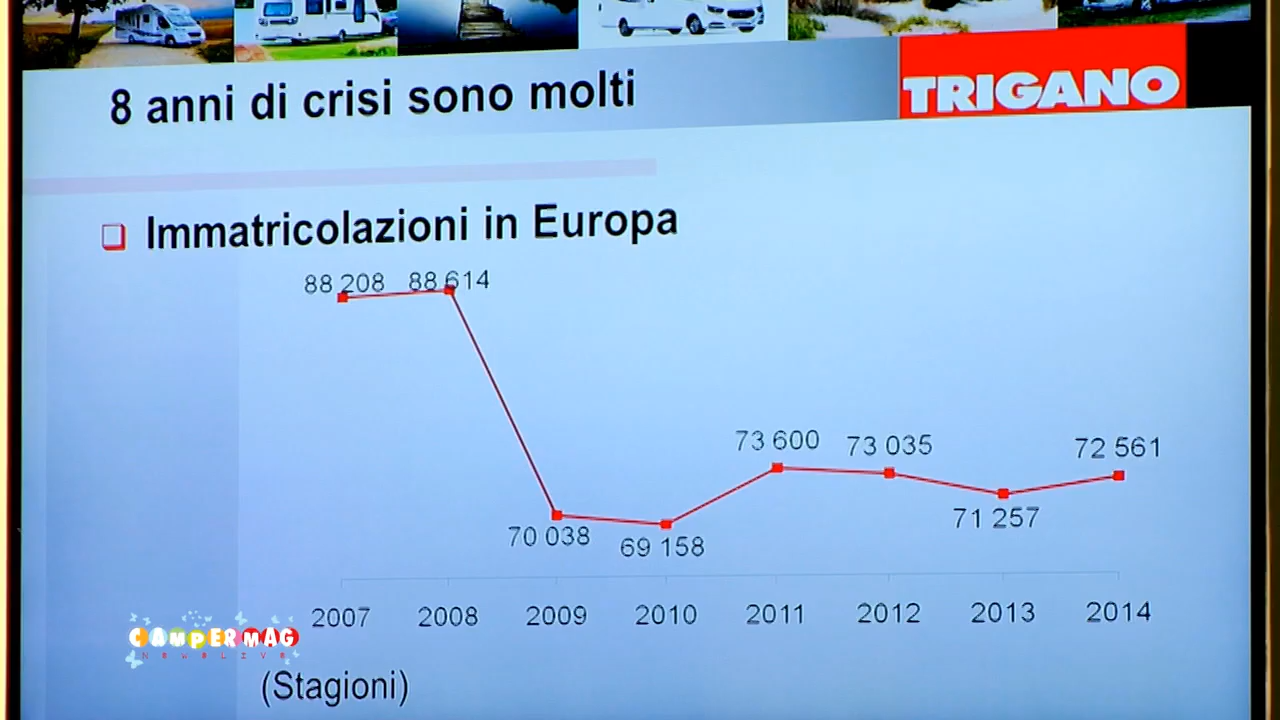 8 anni di crisi sono molti
TRIGANO
❑ Immatricolazioni in Europa
88 208 88 614
73 600 73 035 72 561
70 038 69 158 71 257
2007 2008 2009 2010 2011 2012 2013 2014
CAMPERMAG
NEWSLIVE
(Stagioni)